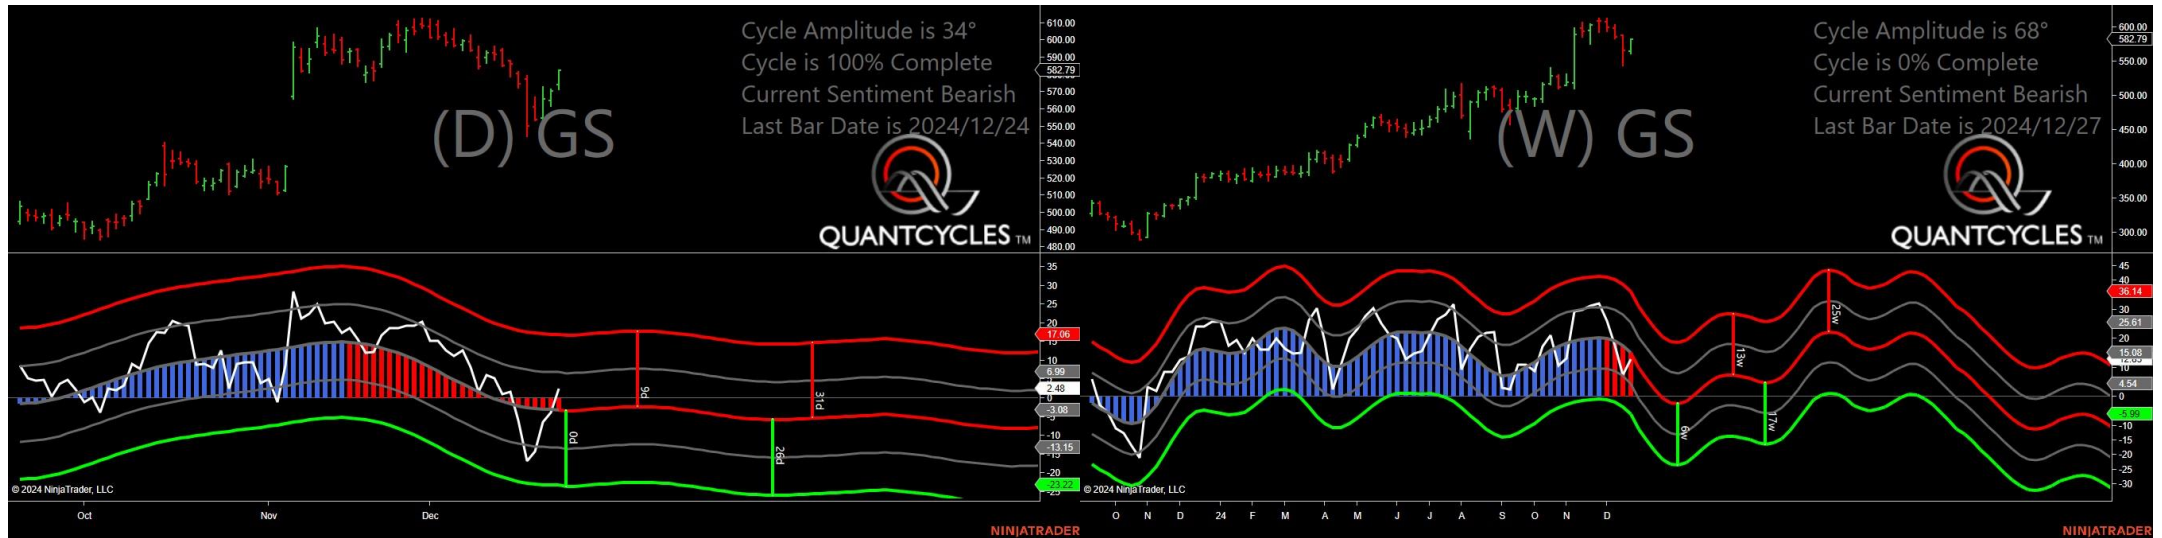 Cycle Amplitude is 34°
Cycle is 100% Complete
Current Sentiment Bearish
Last Bar Date is 2024/12/24
(D) GS
QUANTCYCLES TM
610.00
600.00
590.00
582.79
570.00
560.00
550.00
540.00
530.00
520.00
510.00
500.00
490.00
480.00
35
30
25
20
17.06
15
10
6.99
2.48
0
-3.08
-10
-13.15
-20
-23.22
-25
0d
9d
26d
31d
© 2024 NinjaTrader, LLC
Oct
Nov
Dec
NINJATRADER
Cycle Amplitude is 68°
Cycle is 0% Complete
Current Sentiment Bearish
Last Bar Date is 2024/12/27
(W) GS
QUANTCYCLES TM
600.00
582.79
550.00
500.00
450.00
400.00
350.00
300.00
45
40
36.14
30
25.61
20
15.08
10
4.54
0
-5.99
-10
-15
-20
-25
-30
6w
13w
17w
25w
© 2024 NinjaTrader, LLC
O
N
D
24
F
M
A
M
J
J
A
S
O
N
D
NINJATRADER